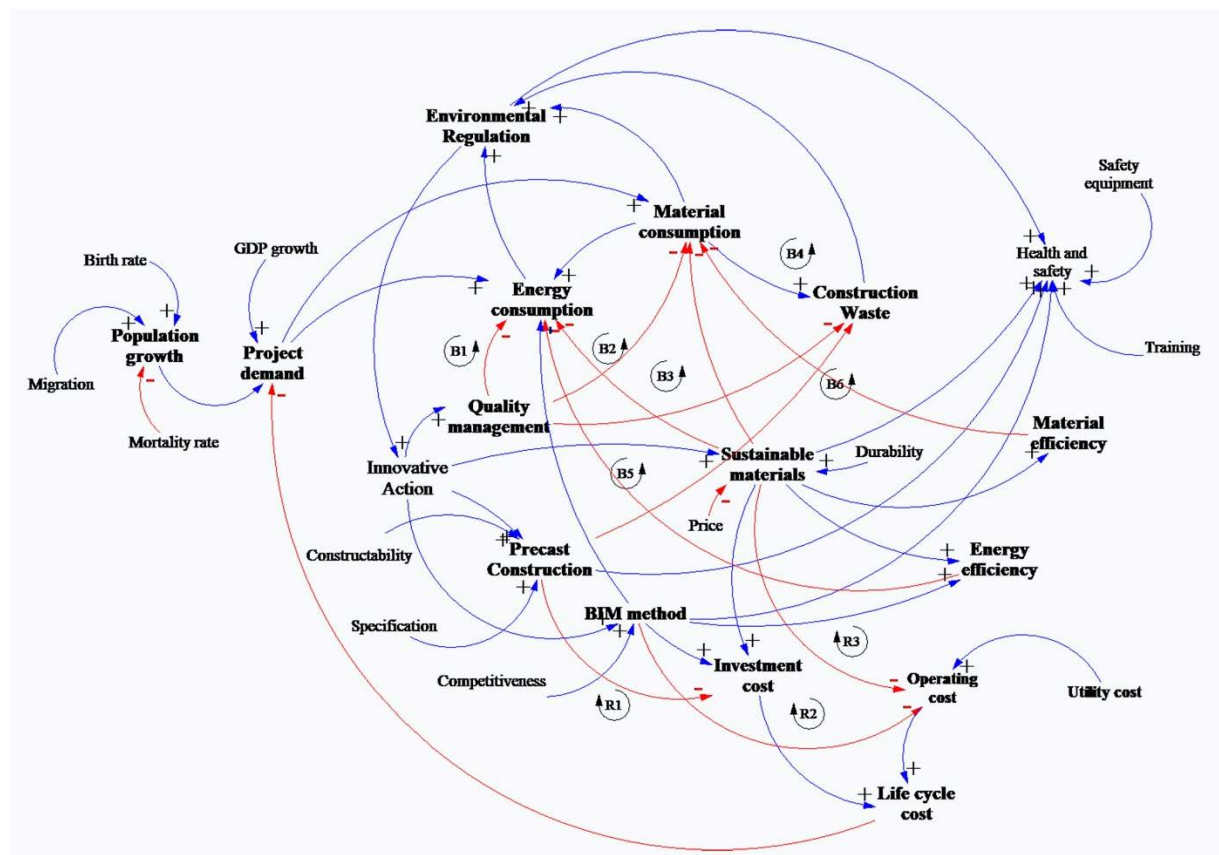 Environmental
Regulation
Safety
equipment
Material
consumption
GDP growth
B4
Health and
safety
Birth rate
Energy
consumption
Construction
Waste
Population
growth
Project
demand
B1
B2
B3
B6
Training
Migration
Mortality rate
Quality
management
Material
efficiency
Innovative
Action
Sustainable
materials
Durability
B5
Price
Constructability
Precast
Construction
Energy
efficiency
Specification
BIM method
R3
Competitiveness
Investment
cost
Operating
cost
Utility cost
R1
R2
Life cycle
cost